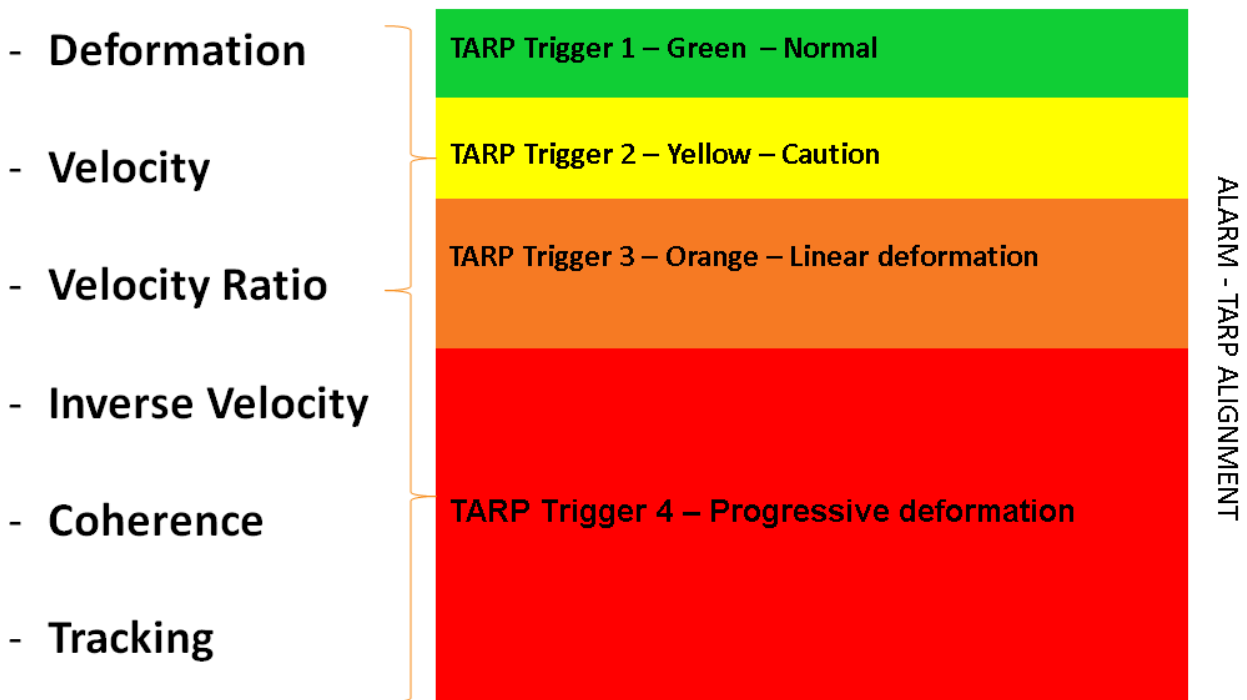 - Deformation
- Velocity
- Velocity Ratio
- Inverse Velocity
- Coherence
- Tracking
TARP Trigger 1 – Green – Normal
TARP Trigger 2 – Yellow – Caution
TARP Trigger 3 – Orange – Linear deformation
TARP Trigger 4 – Progressive deformation
ALARM - TARP ALIGNMENT